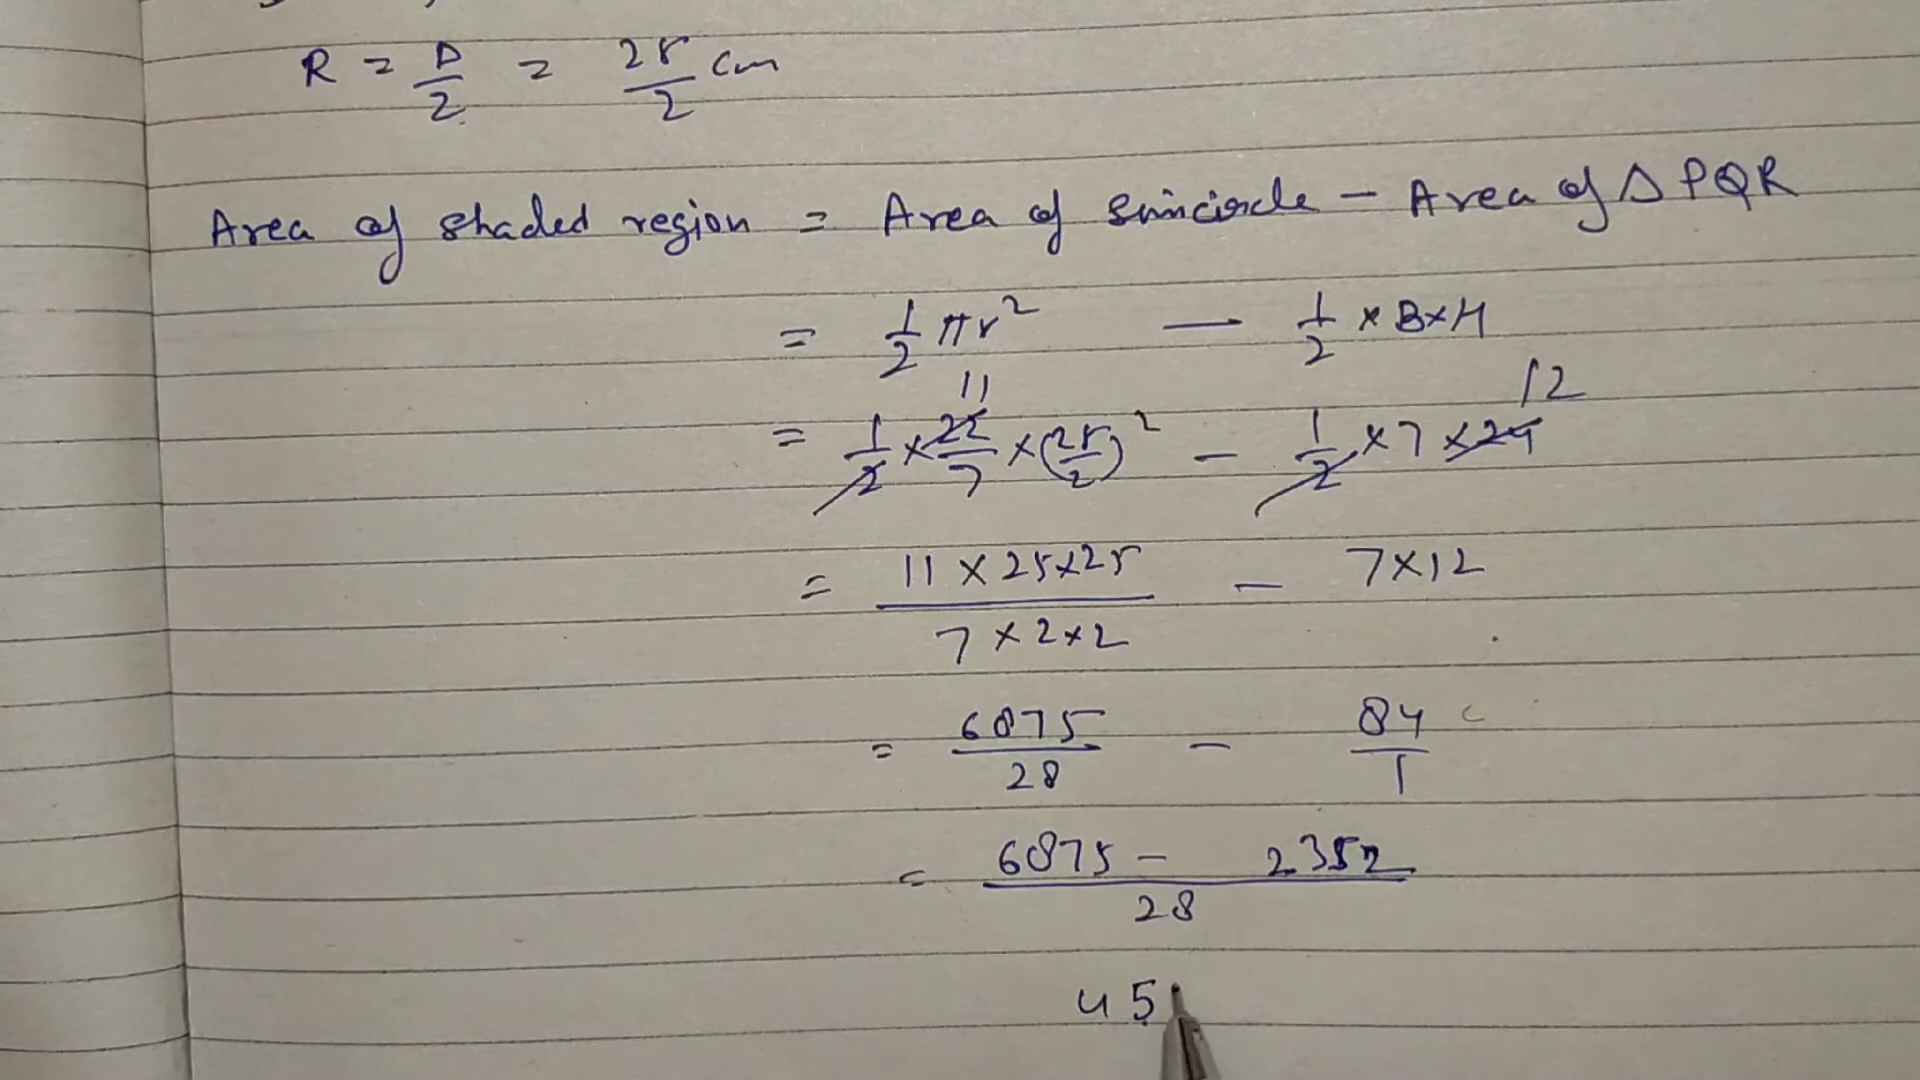 R = D/2 = 25/2 cm
Area of shaded region = Area of semicircle - Area of Δ PQR
= 1/2 πr² - 1/2 × B×H
11 12
= 1/2 × 22/7 × (25/2)² - 1/2 × 7 × 24
= 11 × 25×25 / 7 × 2×2 - 7×12
= 6875/28 - 84/1
= 6875 - 2352 / 28
45